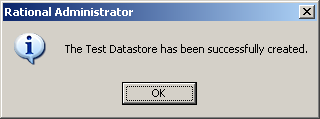 Rational Administrator
The Test Datastore has been successfully created.
OK